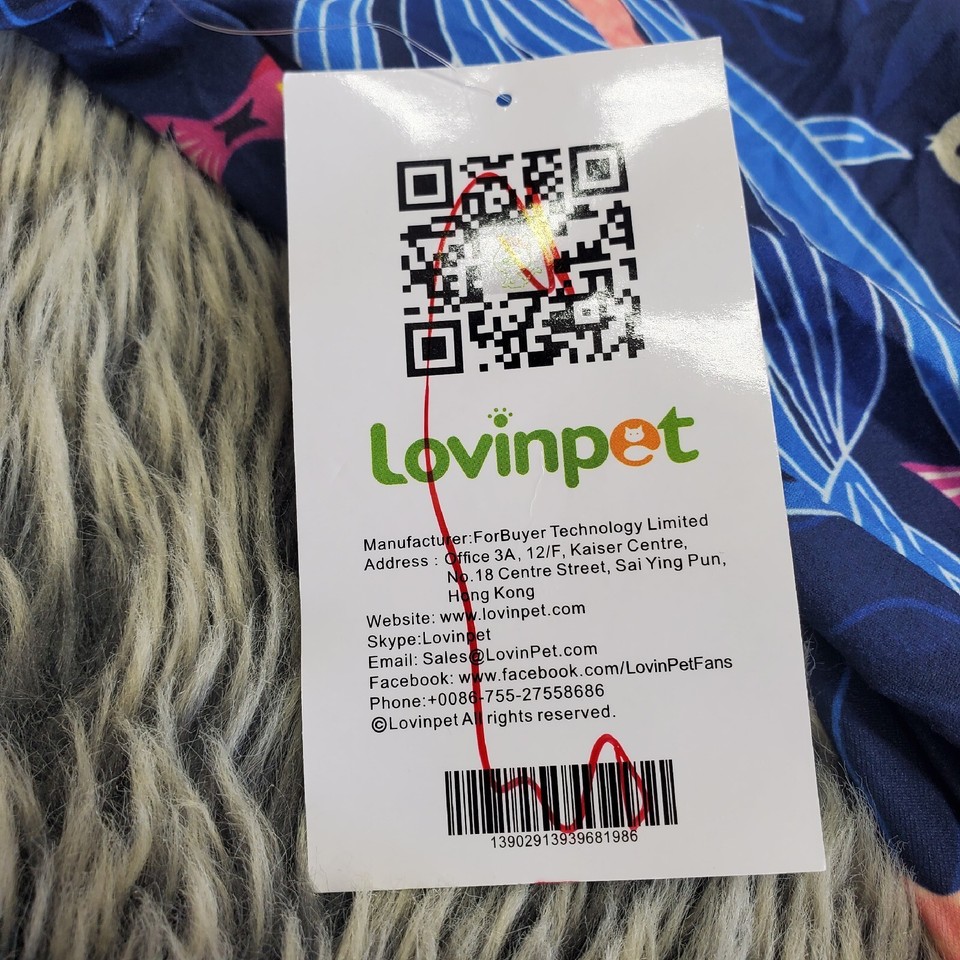 Lovinpet
Manufacturer:ForBuyer Technology Limited
Address : Office 3A, 12/F, Kaiser Centre,
No.18 Centre Street, Sai Ying Pun,
Hong Kong
Website: www.lovinpet.com
Skype:Lovinpet
Email: Sales@LovinPet.com
Facebook: www.facebook.com/LovinPetFans
Phone:+0086-755-27558686
©Lovinpet All rights reserved.
13902913939681986